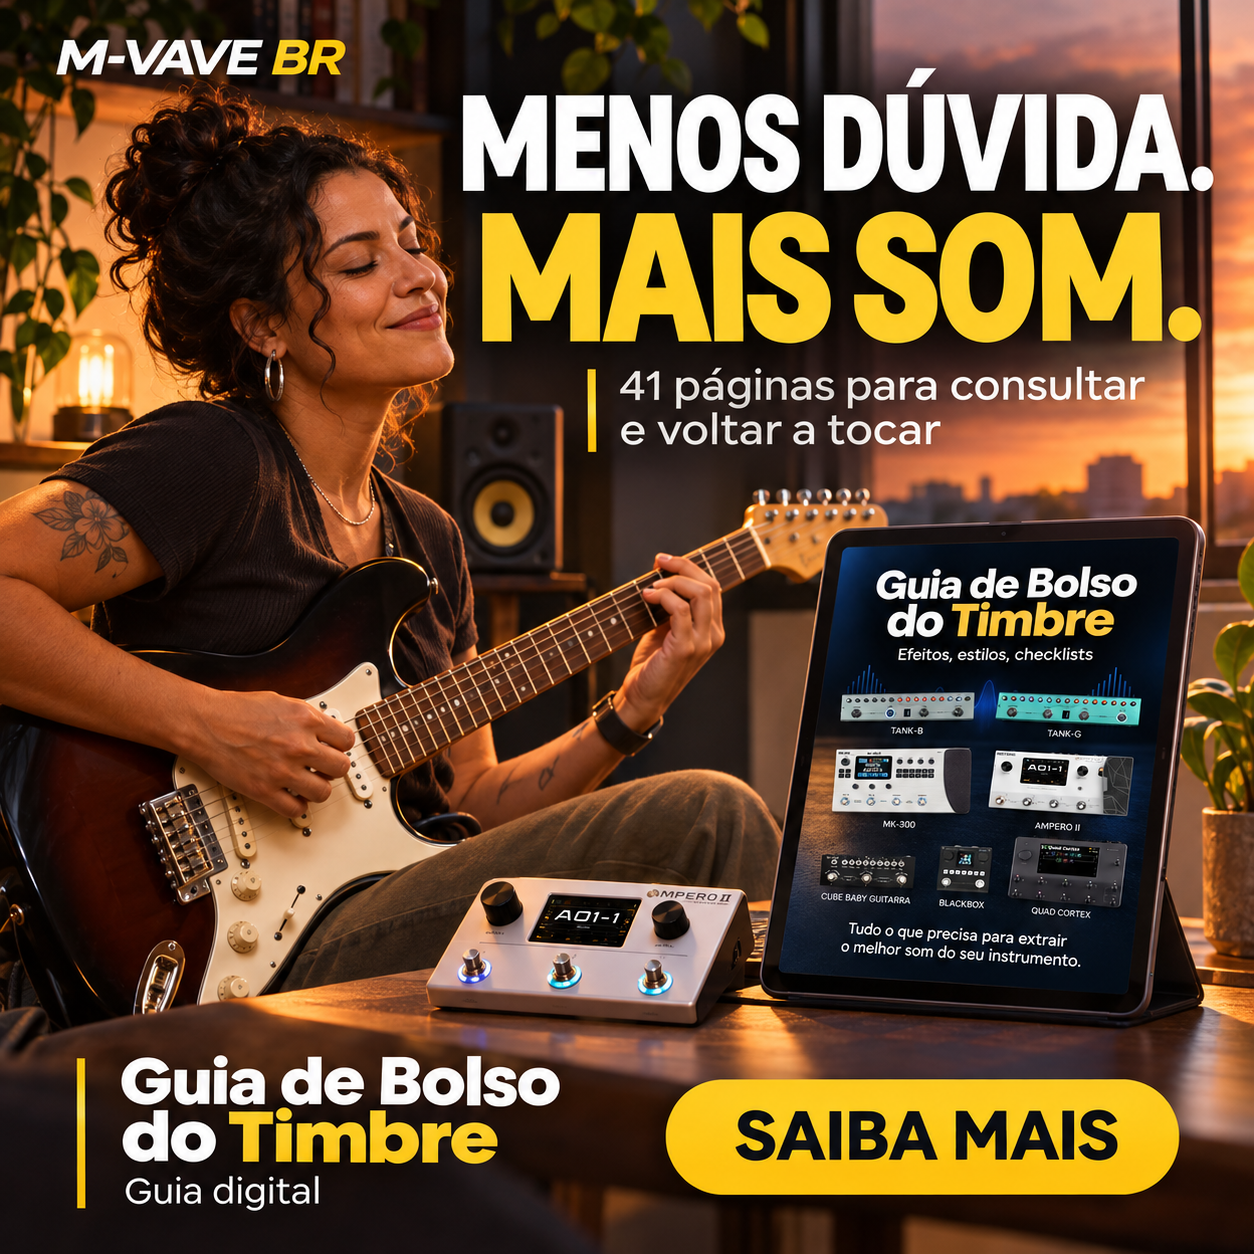 M-VAVE BR
MENOS DÚVIDA.
MAIS SOM.
41 páginas para consultar
e voltar a tocar
Guia de Bolso
do Timbre
Efeitos, estilos, checklists
TANK-B
TANK-G
MK-300
AMPERO II
A01-1
CUBE BABY GUITARRA
BLACKBOX
Quad Cortex
QUAD CORTEX
Tudo o que precisa para extrair
o melhor som do seu instrumento.
AMPERO II
A01-1
Guia de Bolso
do Timbre
Guia digital
SAIBA MAIS